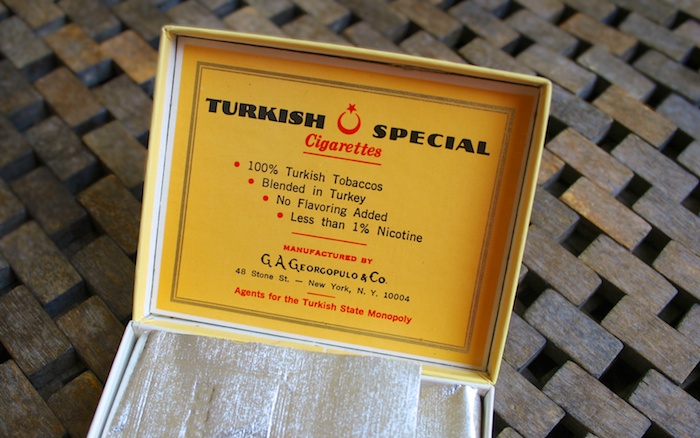 TURKISH SPECIAL
Cigarettes
• 100% Turkish Tobaccos
• Blended in Turkey
• No Flavoring Added
• Less than 1% Nicotine
MANUFACTURED BY
G. A. GEORGOPULO & CO.
48 Stone St. — New York, N. Y. 10004
Agents for the Turkish State Monopoly